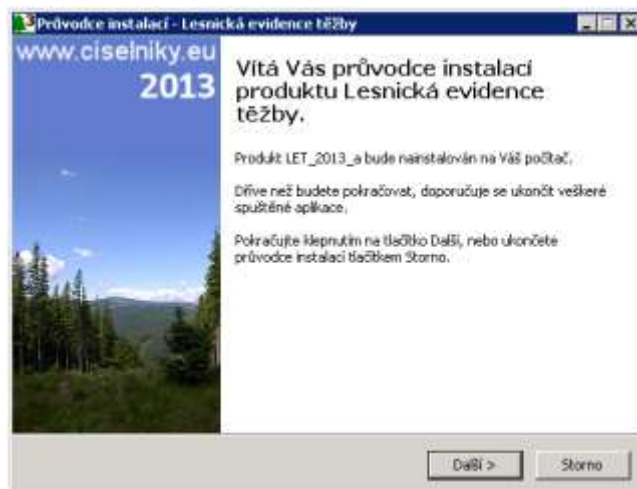 Průvodce instalací - Lesnická evidence těžby
www.ciselniky.eu
2013
Vítá Vás průvodce instalací
produktu Lesnická evidence
těžby.
Produkt LET_2013_a bude nainstalován na Váš počítač.
Dříve než budete pokračovat, doporučuje se ukončit veškeré
spuštěné aplikace.
Pokračujte klepnutím na tlačítko Další, nebo ukončete
průvodce instalací tlačítkem Storno.
Další >
Storno